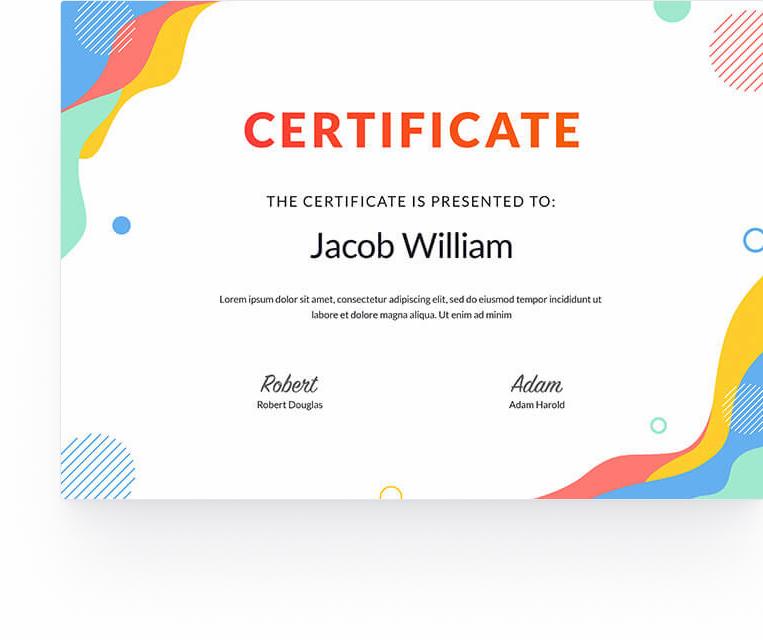 CERTIFICATE
THE CERTIFICATE IS PRESENTED TO:
Jacob William
Lorem ipsum dolor sit amet, consectetur adipiscing elit, sed do eiusmod tempor incididunt ut
labore et dolore magna aliqua. Ut enim ad minim
Robert
Adam
Robert Douglas
Adam Harold